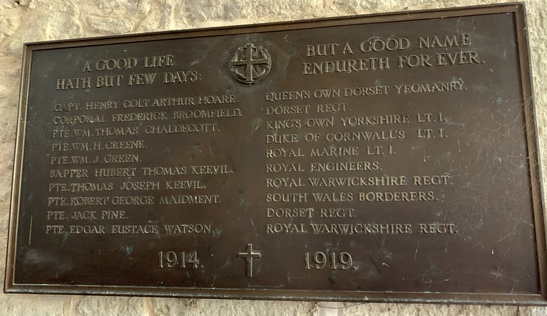 A GOOD LIFE
HATH BUT FEW DAYS:
BUT A GOOD NAME
ENDURETH FOR EVER.
CAPT. HENRY COLT ARTHUR HOARE. QUEEN'S OWN DORSET YEOMANRY.
CORPORAL FREDERICK BROOMFIELD. DORSET REGT.
PTE. WM. THOMAS CHALDECOTT. KING'S OWN YORKSHIRE LT. I.
PTE. WM. H. GREENE. DUKE OF CORNWALL'S LT. I.
PTE. WM. J. GREEN. ROYAL MARINE LT. I.
SAPPER HUBERT THOMAS KEEVIL. ROYAL ENGINEERS.
PTE. THOMAS JOSEPH KEEVIL. ROYAL WARWICKSHIRE REGT.
PTE. ROBERT GEORGE MAIDMENT. SOUTH WALES BORDERERS.
PTE. JACK PINE. DORSET REGT.
PTE. EDGAR EUSTACE WATSON. ROYAL WARWICKSHIRE REGT.
1914. 1919.